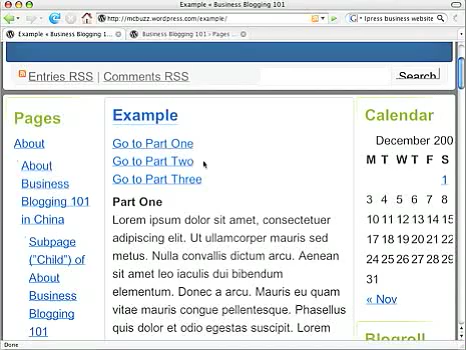 Example « Business Blogging 101
http://mcbuzz.wordpress.com/example/
lpress business website
Example « Business Blogging 1...
Business Blogging 101 - Pages ...
Entries RSS | Comments RSS
Search
Pages
About
About
Business
Blogging 101
in China
Subpage
("Child") of
About
Business
Blogging
101
Example
Go to Part One
Go to Part Two
Go to Part Three
Part One
Lorem ipsum dolor sit amet, consectetuer
adipiscing elit. Ut ullamcorper mauris sed
metus. Nulla convallis dictum arcu. Aenean
sit amet leo iaculis dui bibendum
elementum. Donec a arcu. Mauris eu quam
vitae mauris congue pellentesque. Phasellus
quis dolor et odio egestas suscipit. Lorem
Calendar
December 200
M T W T F S
1
3 4 5 6 7 8
10 11 12 13 14 15
17 18 19 20 21 22
24 25 26 27 28 29
31
« Nov
Blogroll
Done